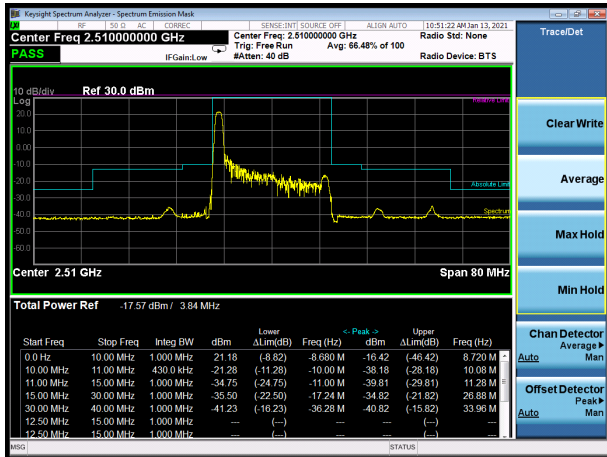 Keysight Spectrum Analyzer - Spectrum Emission Mask
RF 50 Ω AC CORREC SENSE:INT SOURCE OFF ALIGN AUTO 10:51:22 AM Jan 13, 2021
Center Freq 2.510000000 GHz
Center Freq: 2.510000000 GHz Radio Std: None
Trig: Free Run Avg: 66.48% of 100
PASS IFGain:Low #Atten: 40 dB Radio Device: BTS
10 dB/div Ref 30.0 dBm
Log
Relative Limit
20.0
10.0
0.00
-10.0
-20.0
Absolute Limit
-30.0
-40.0
Spectrum
-50.0
-60.0
Center 2.51 GHz Span 80 MHz
Total Power Ref -17.57 dBm / 3.84 MHz
Lower <- Peak -> Upper
Start Freq Stop Freq Integ BW dBm ΔLim(dB) Freq (Hz) dBm ΔLim(dB) Freq (Hz)
0.0 Hz 10.00 MHz 1.000 MHz 21.18 (-8.82) -8.680 M -16.42 (-46.42) 8.720 M
10.00 MHz 11.00 MHz 430.0 kHz -21.28 (-11.28) -10.00 M -38.18 (-28.18) 10.08 M
11.00 MHz 15.00 MHz 1.000 MHz -34.75 (-24.75) -11.00 M -39.81 (-29.81) 11.28 M
15.00 MHz 30.00 MHz 1.000 MHz -35.50 (-22.50) -17.24 M -34.82 (-21.82) 26.88 M
30.00 MHz 40.00 MHz 1.000 MHz -41.23 (-16.23) -36.28 M -40.82 (-15.82) 33.96 M
12.50 MHz 15.00 MHz 1.000 MHz --- (---) --- (---)
12.50 MHz 15.00 MHz 1.000 MHz --- (---) --- (---)
MSG STATUS
Trace/Det
Clear Write
Average
Max Hold
Min Hold
Chan Detector
Average
Auto Man
Offset Detector
Peak
Auto Man